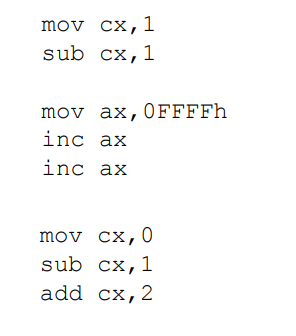 mov cx,1
sub cx,1
mov ax,0FFFFh
inc ax
inc ax
mov cx,0
sub cx,1
add cx,2